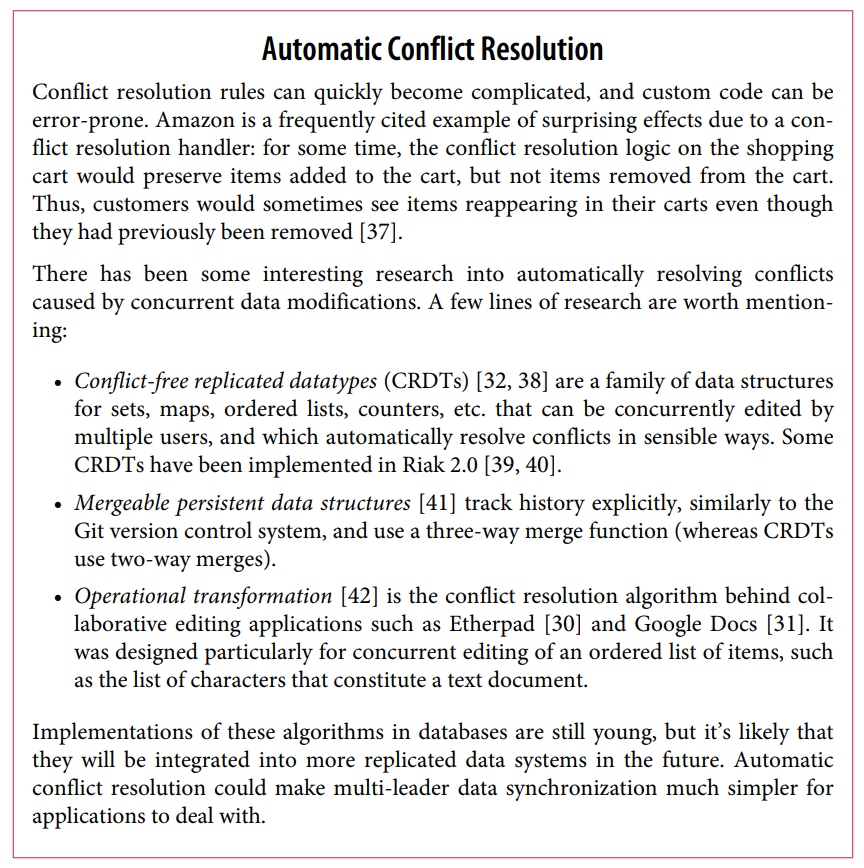 Automatic Conflict Resolution
Conflict resolution rules can quickly become complicated, and custom code can be
error-prone. Amazon is a frequently cited example of surprising effects due to a con-
flict resolution handler: for some time, the conflict resolution logic on the shopping
cart would preserve items added to the cart, but not items removed from the cart.
Thus, customers would sometimes see items reappearing in their carts even though
they had previously been removed [37].
There has been some interesting research into automatically resolving conflicts
caused by concurrent data modifications. A few lines of research are worth mention-
ing:
• Conflict-free replicated datatypes (CRDTs) [32, 38] are a family of data structures
for sets, maps, ordered lists, counters, etc. that can be concurrently edited by
multiple users, and which automatically resolve conflicts in sensible ways. Some
CRDTs have been implemented in Riak 2.0 [39, 40].
• Mergeable persistent data structures [41] track history explicitly, similarly to the
Git version control system, and use a three-way merge function (whereas CRDTs
use two-way merges).
• Operational transformation [42] is the conflict resolution algorithm behind col-
laborative editing applications such as Etherpad [30] and Google Docs [31]. It
was designed particularly for concurrent editing of an ordered list of items, such
as the list of characters that constitute a text document.
Implementations of these algorithms in databases are still young, but it’s likely that
they will be integrated into more replicated data systems in the future. Automatic
conflict resolution could make multi-leader data synchronization much simpler for
applications to deal with.